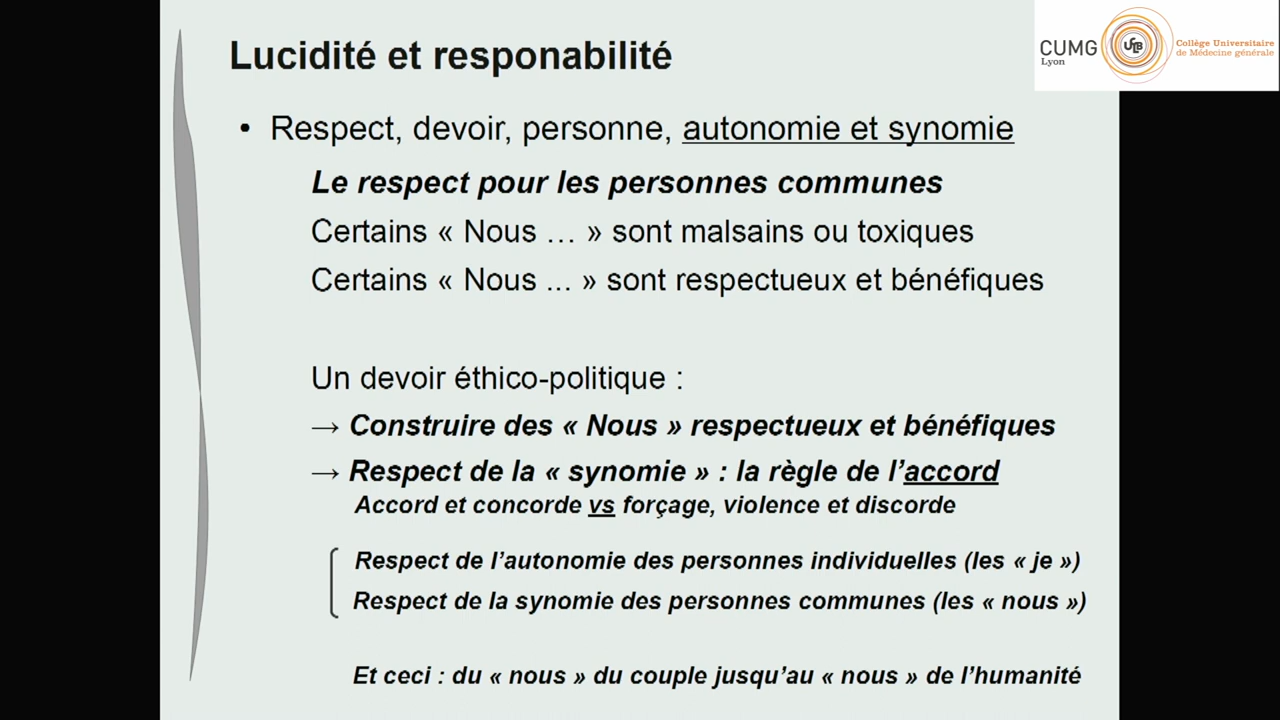 Lucidité et responabilité
CUMG
Lyon
UCLB
Collège Universitaire
de Médecine générale
• Respect, devoir, personne, autonomie et synomie
Le respect pour les personnes communes
Certains « Nous … » sont malsains ou toxiques
Certains « Nous ... » sont respectueux et bénéfiques
Un devoir éthico-politique :
→ Construire des « Nous » respectueux et bénéfiques
→ Respect de la « synomie » : la règle de l’accord
Accord et concorde vs forçage, violence et discorde
Respect de l’autonomie des personnes individuelles (les « je »)
Respect de la synomie des personnes communes (les « nous »)
Et ceci : du « nous » du couple jusqu’au « nous » de l’humanité